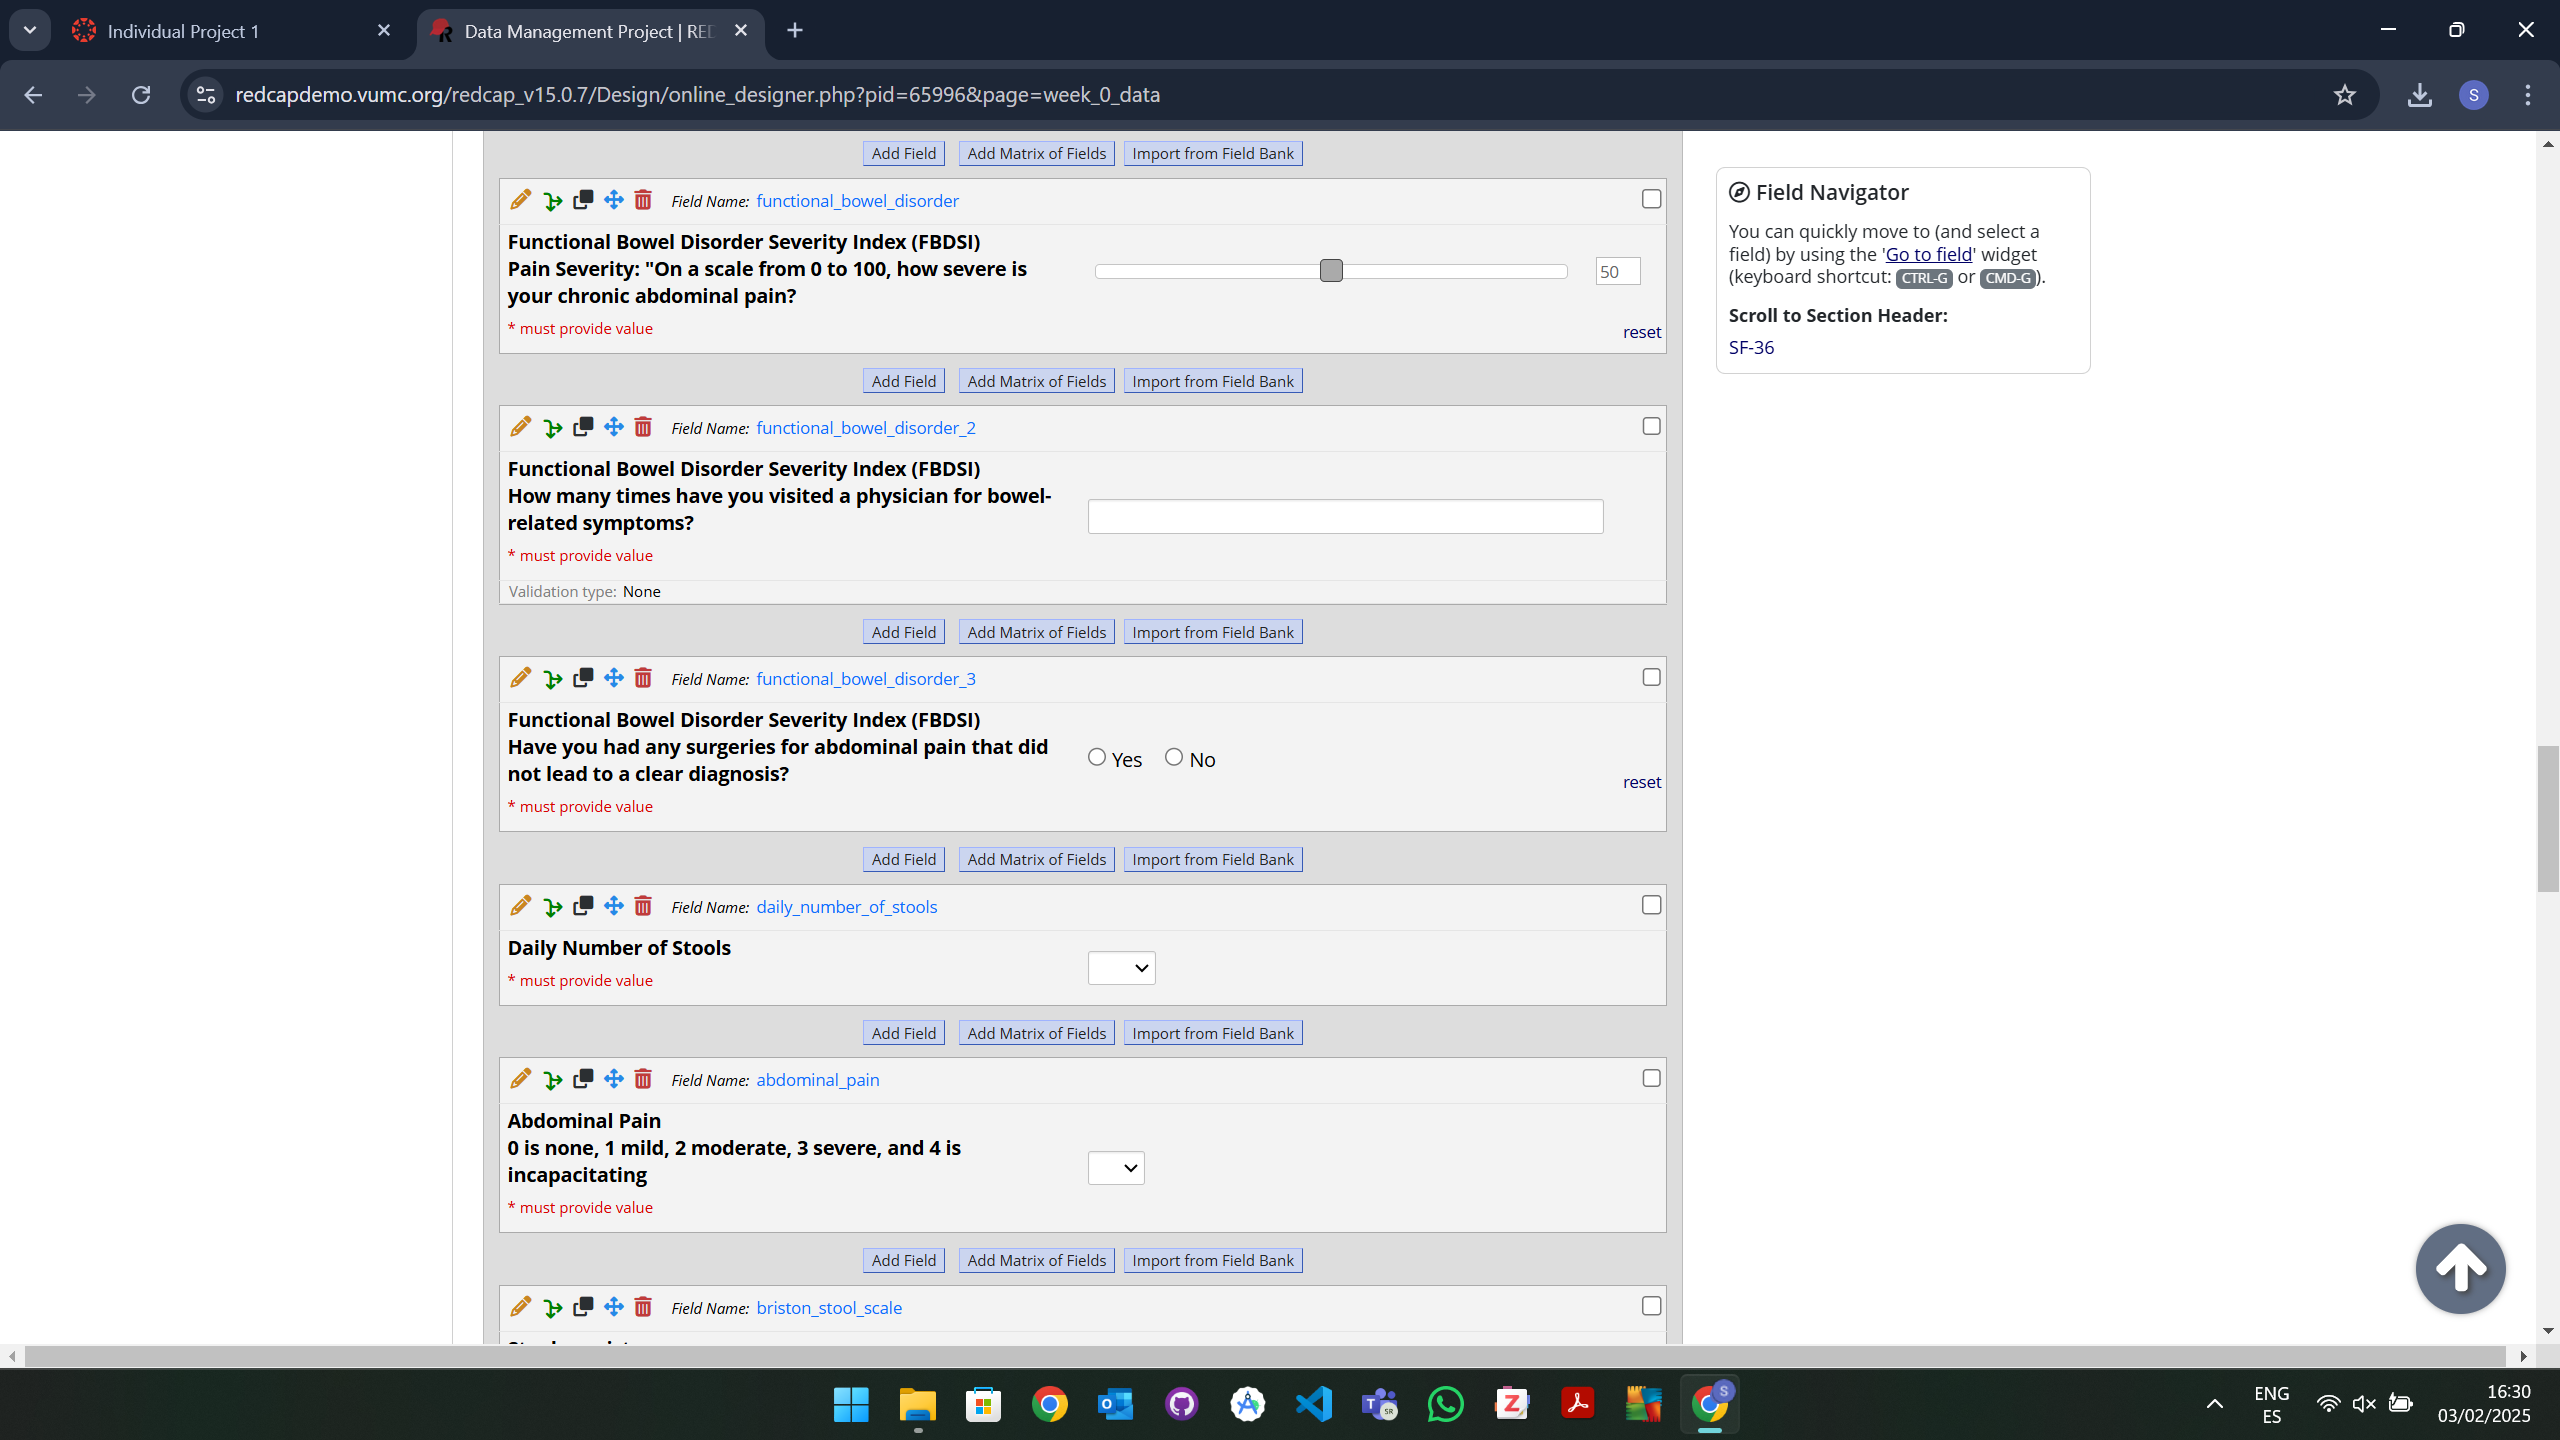 Individual Project 1
Data Management Project | RED
redcapdemo.vumc.org/redcap_v15.0.7/Design/online_designer.php?pid=65996&page=week_0_data
S
Add Field Add Matrix of Fields Import from Field Bank
Field Name: functional_bowel_disorder
Functional Bowel Disorder Severity Index (FBDSI)
Pain Severity: "On a scale from 0 to 100, how severe is
your chronic abdominal pain?
50
* must provide value
reset
Add Field Add Matrix of Fields Import from Field Bank
Field Name: functional_bowel_disorder_2
Functional Bowel Disorder Severity Index (FBDSI)
How many times have you visited a physician for bowel-
related symptoms?
* must provide value
Validation type: None
Add Field Add Matrix of Fields Import from Field Bank
Field Name: functional_bowel_disorder_3
Functional Bowel Disorder Severity Index (FBDSI)
Have you had any surgeries for abdominal pain that did
not lead to a clear diagnosis?
Yes No
reset
* must provide value
Add Field Add Matrix of Fields Import from Field Bank
Field Name: daily_number_of_stools
Daily Number of Stools
* must provide value
Add Field Add Matrix of Fields Import from Field Bank
Field Name: abdominal_pain
Abdominal Pain
0 is none, 1 mild, 2 moderate, 3 severe, and 4 is
incapacitating
* must provide value
Add Field Add Matrix of Fields Import from Field Bank
Field Name: briston_stool_scale
Field Navigator
You can quickly move to (and select a
field) by using the 'Go to field' widget
(keyboard shortcut: CTRL-G or CMD-G).
Scroll to Section Header:
SF-36
ENG
ES
16:30
03/02/2025